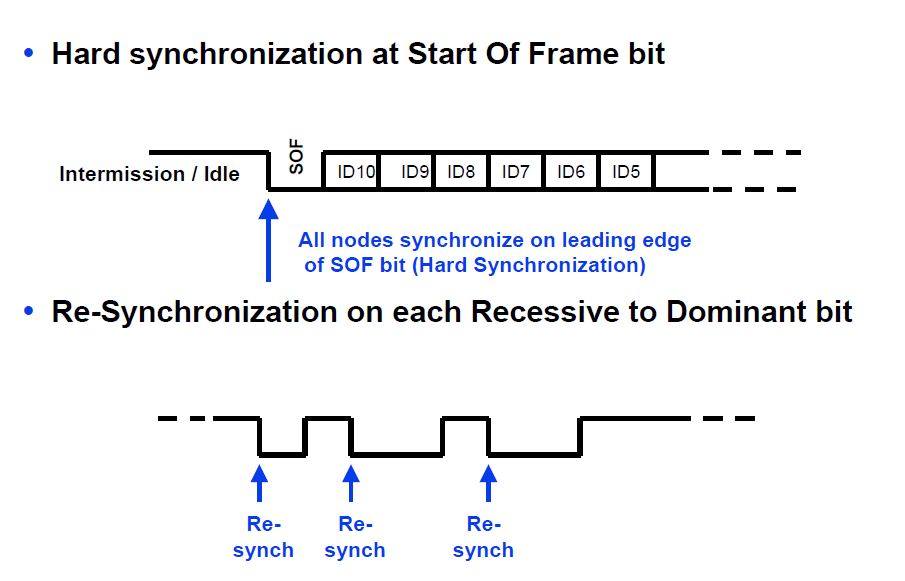 • Hard synchronization at Start Of Frame bit
SOF
Intermission / Idle
ID10 ID9 ID8 ID7 ID6 ID5
All nodes synchronize on leading edge
of SOF bit (Hard Synchronization)
• Re-Synchronization on each Recessive to Dominant bit
Re- Re- Re-
synch synch synch